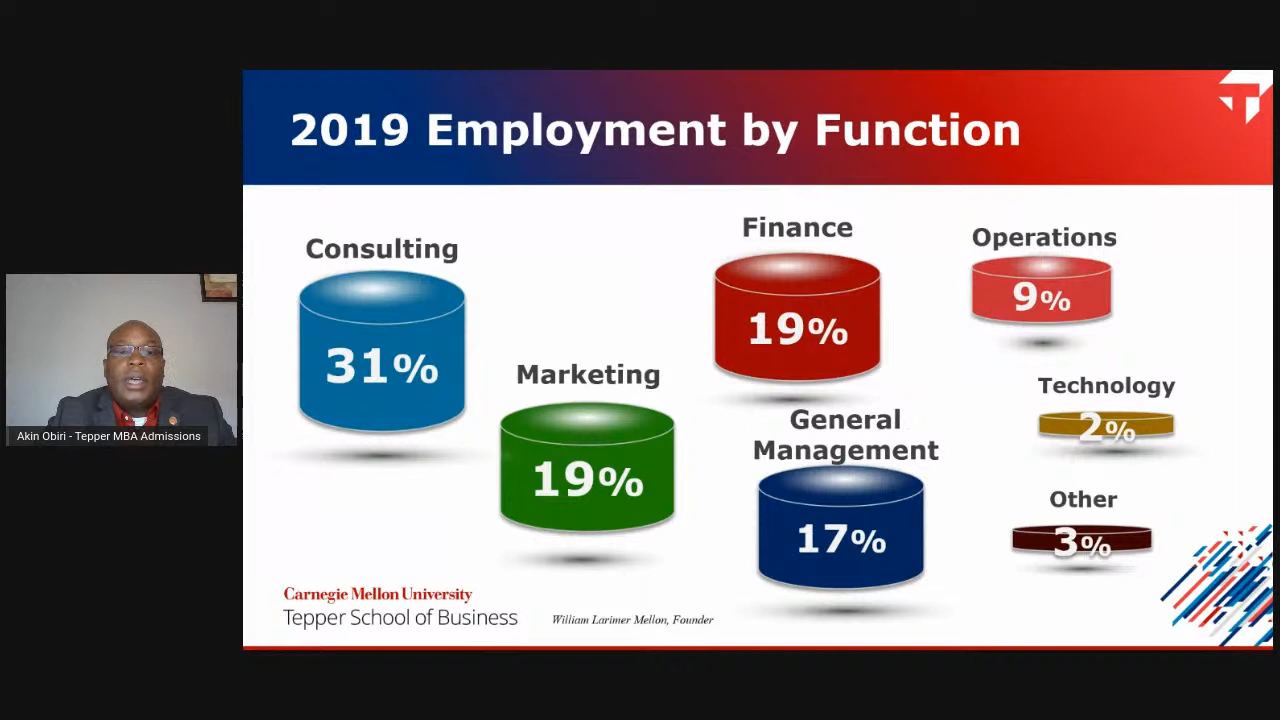 2019 Employment by Function
Consulting
31%
Marketing
19%
Finance
19%
General
Management
17%
Operations
9%
Technology
2%
Other
3%
Akin Obiri - Tepper MBA Admissions
Carnegie Mellon University
Tepper School of Business
William Larimer Mellon, Founder